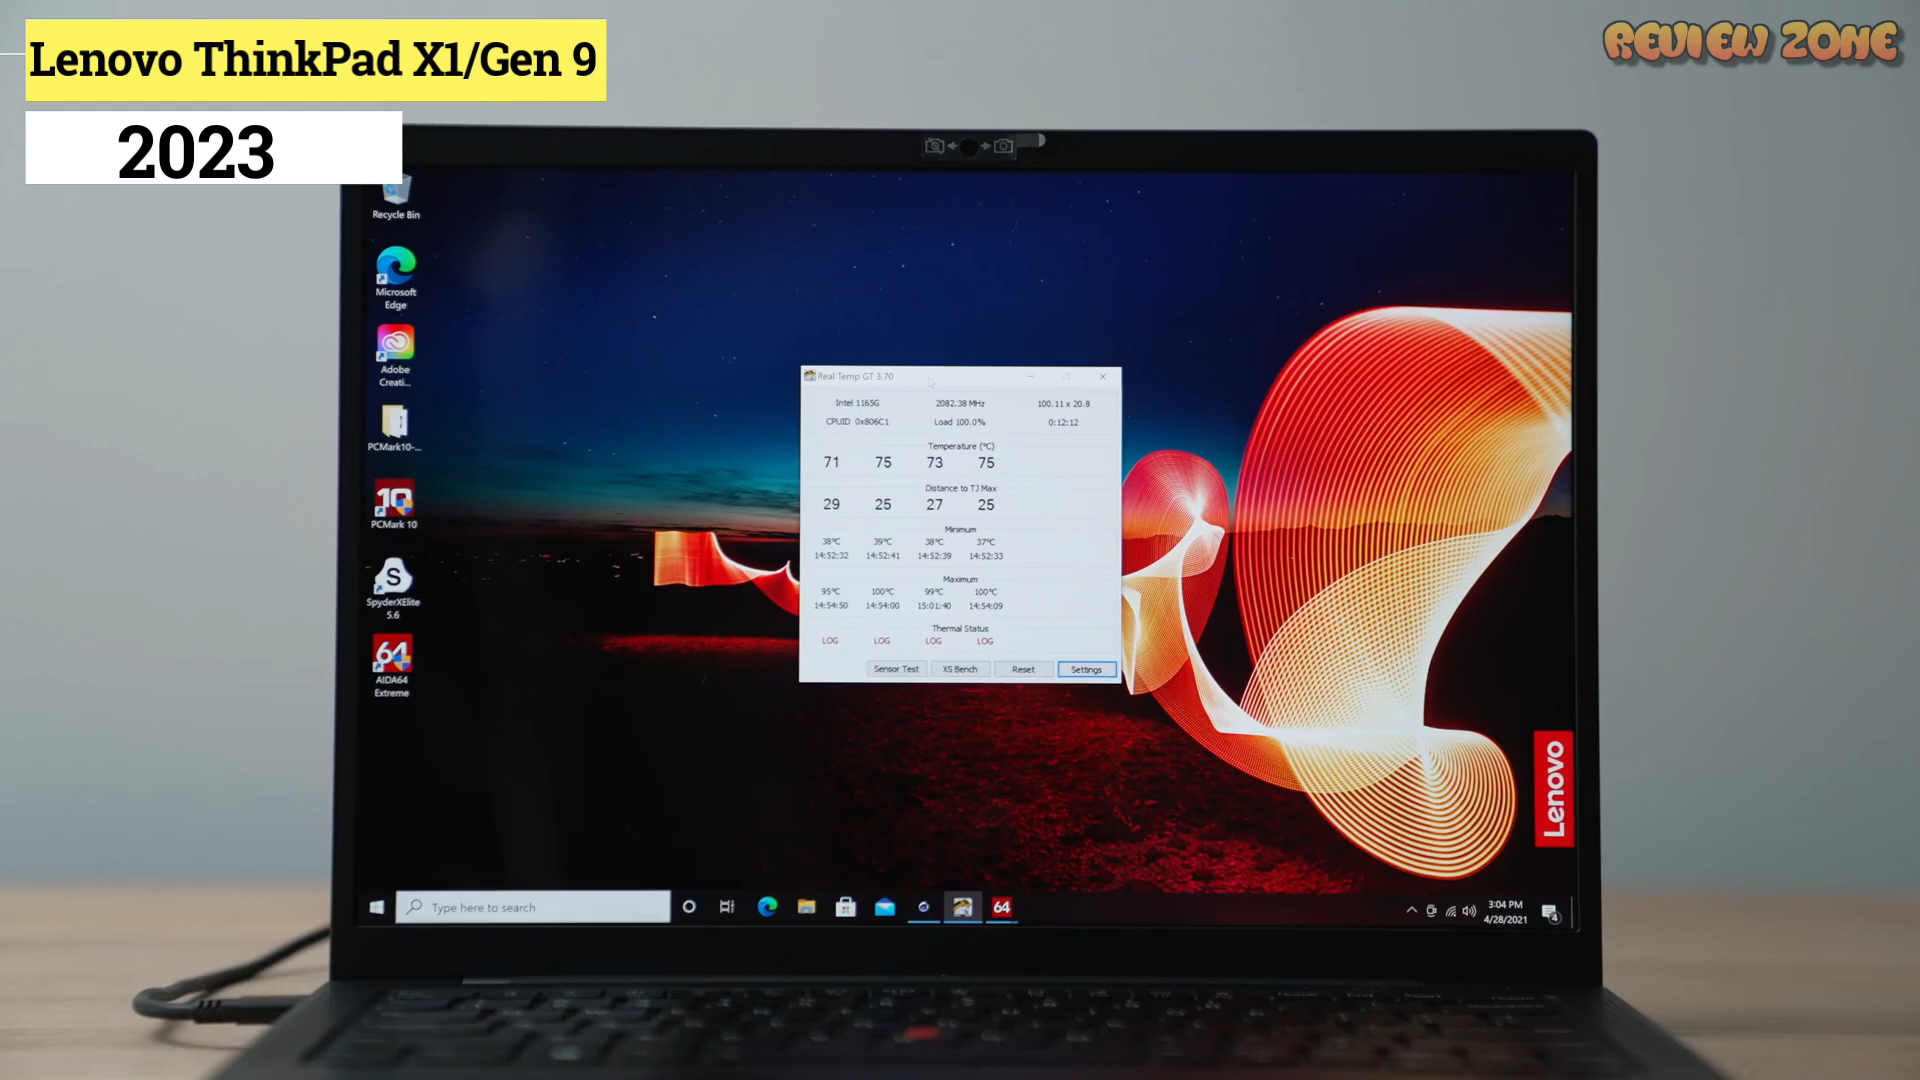 Lenovo ThinkPad X1/Gen 9
2023
REVIEW ZONE
Recycle Bin
Microsoft
Edge
Adobe
Creati...
PCMark10-...
PCMark 10
SpyderXElite
5.6
AIDA64
Extreme
Real Temp GT 3.70
Intel 1165G 2082.38 MHz 100.11 x 20.8
CPUID 0x806C1 Load 100.0% 0:12:12
Temperature (°C)
71 75 73 75
Distance to TJ Max
29 25 27 25
Minimum
38°C 39°C 38°C 37°C
14:52:32 14:52:41 14:52:39 14:52:33
Maximum
95°C 100°C 99°C 100°C
14:54:50 14:54:00 15:01:40 14:54:09
Thermal Status
LOG LOG LOG LOG
Sensor Test XS Bench Reset Settings
Lenovo
Type here to search
64
3:04 PM
4/28/2021
4